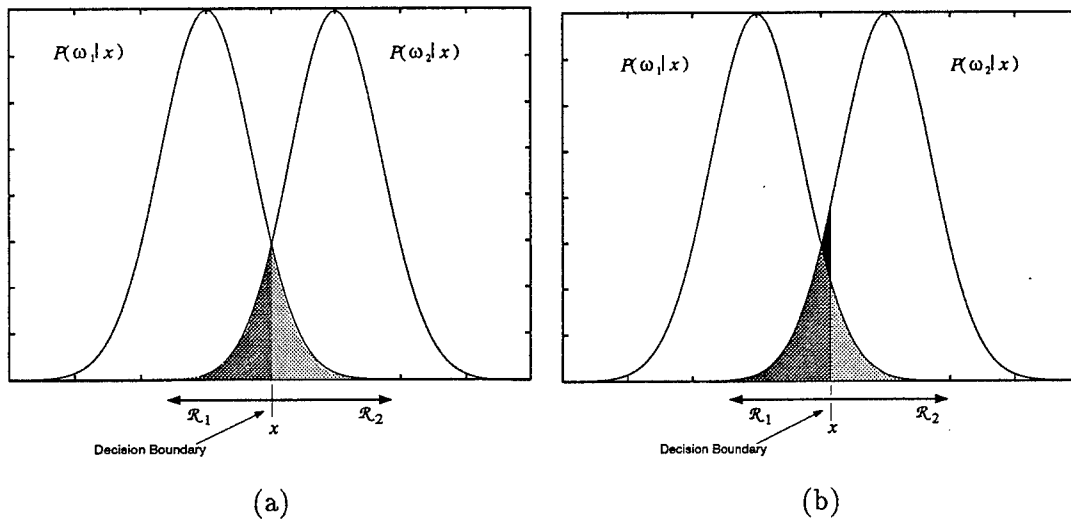 P(ω₁| x)
P(ω₂| x)
ℛ₁
x
ℛ₂
Decision Boundary
(a)
P(ω₁| x)
P(ω₂| x)
ℛ₁
x
ℛ₂
Decision Boundary
(b)